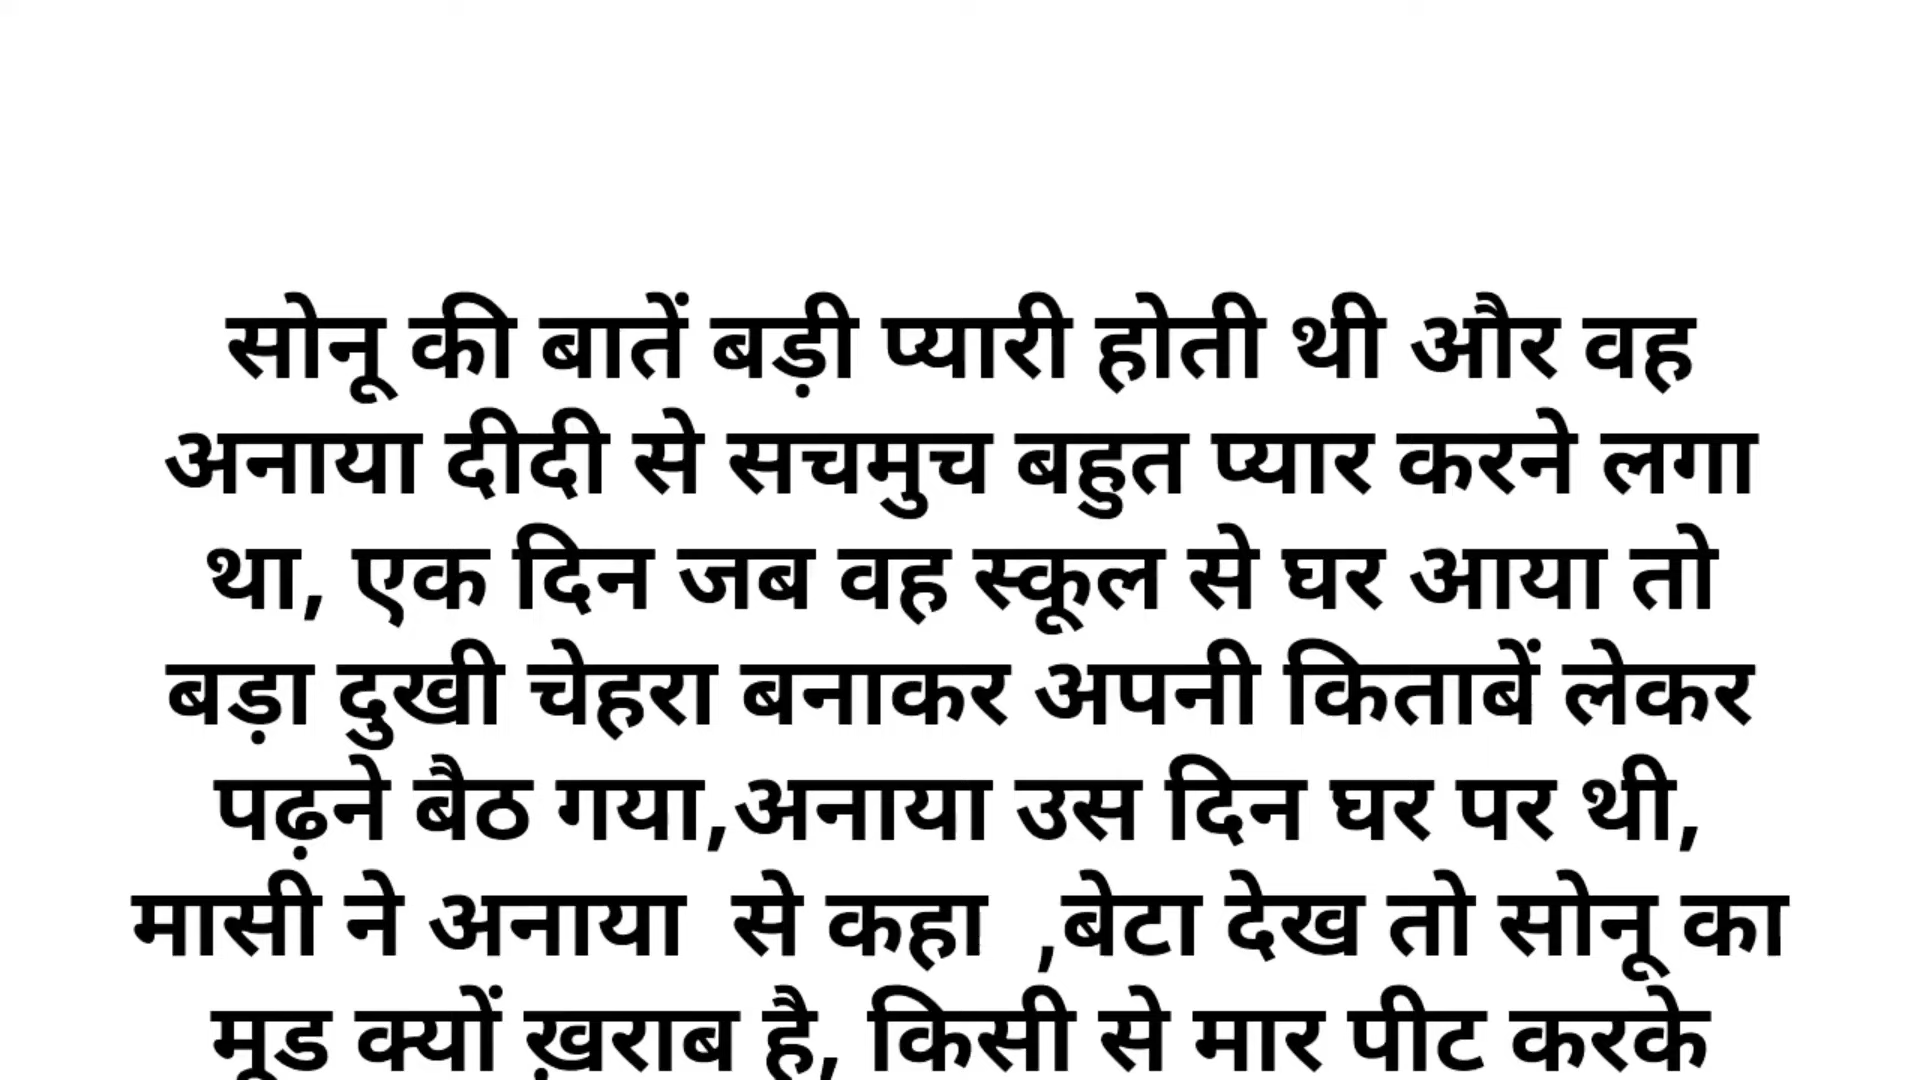 सोनू की बातें बड़ी प्यारी होती थी और वह
अनाया दीदी से सचमुच बहुत प्यार करने लगा
था, एक दिन जब वह स्कूल से घर आया तो
बड़ा दुखी चेहरा बनाकर अपनी किताबें लेकर
पढ़ने बैठ गया,अनाया उस दिन घर पर थी,
मासी ने अनाया  से कहा  ,बेटा देख तो सोनू का
मूड क्यों ख़राब है, किसी से मार पीट करके